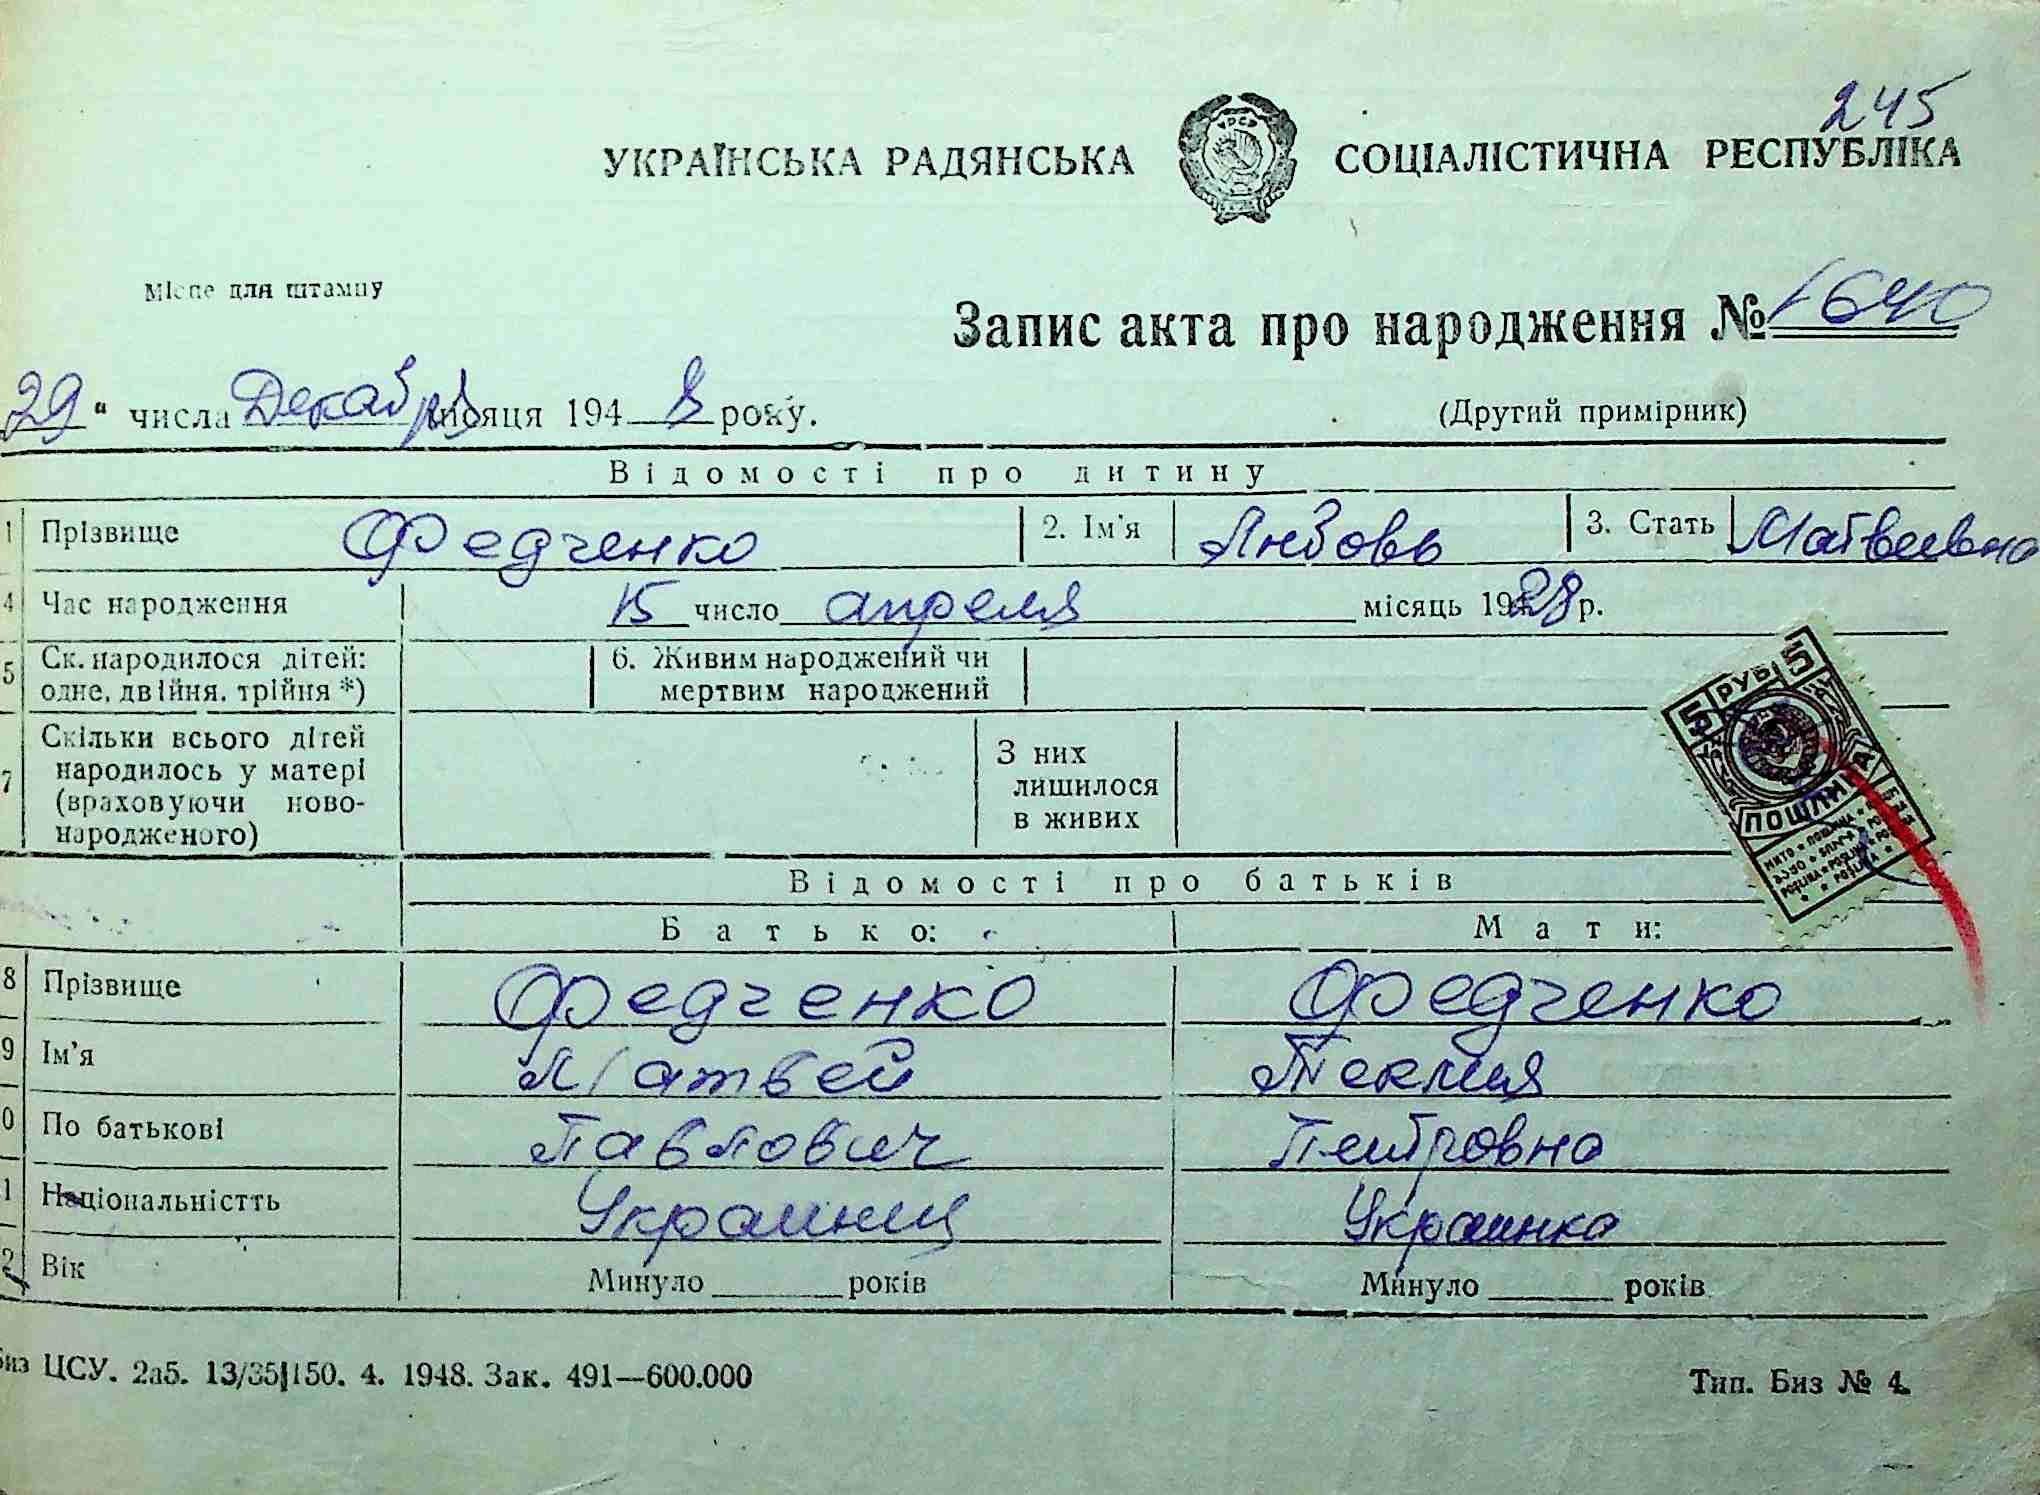 245
УКРАЇНСЬКА РАДЯНСЬКА СОЦІАЛІСТИЧНА РЕСПУБЛІКА
Місце для штампу
Запис акта про народження № 1640
29 " числа Декабря місяця 1948 року.
(Другий примірник)
Відомості про дитину
1 Прізвище Федченко 2. Ім'я Любовь 3. Стать Матвеевна
4 Час народження 15 число апреля місяць 1928 р.
5 Ск. народилося дітей: одне, двійня, трійня *) 6. Живим народжений чи мертвим народжений
7 Скільки всього дітей народилось у матері (враховуючи новонародженого) З них лишилося в живих
5 РУБ 5
ПОШЛИНА
Відомості про батьків
Батько: Мати:
8 Прізвище Федченко Федченко
9 Ім'я Матвей Теклия
0 По батькові Павлович Петровна
1 Національністть Украинец Украинка
2 Вік Минуло ______ років Минуло ______ років
Биз ЦСУ. 2а5. 13/35|150. 4. 1948. Зак. 491—600.000
Тип. Биз № 4.